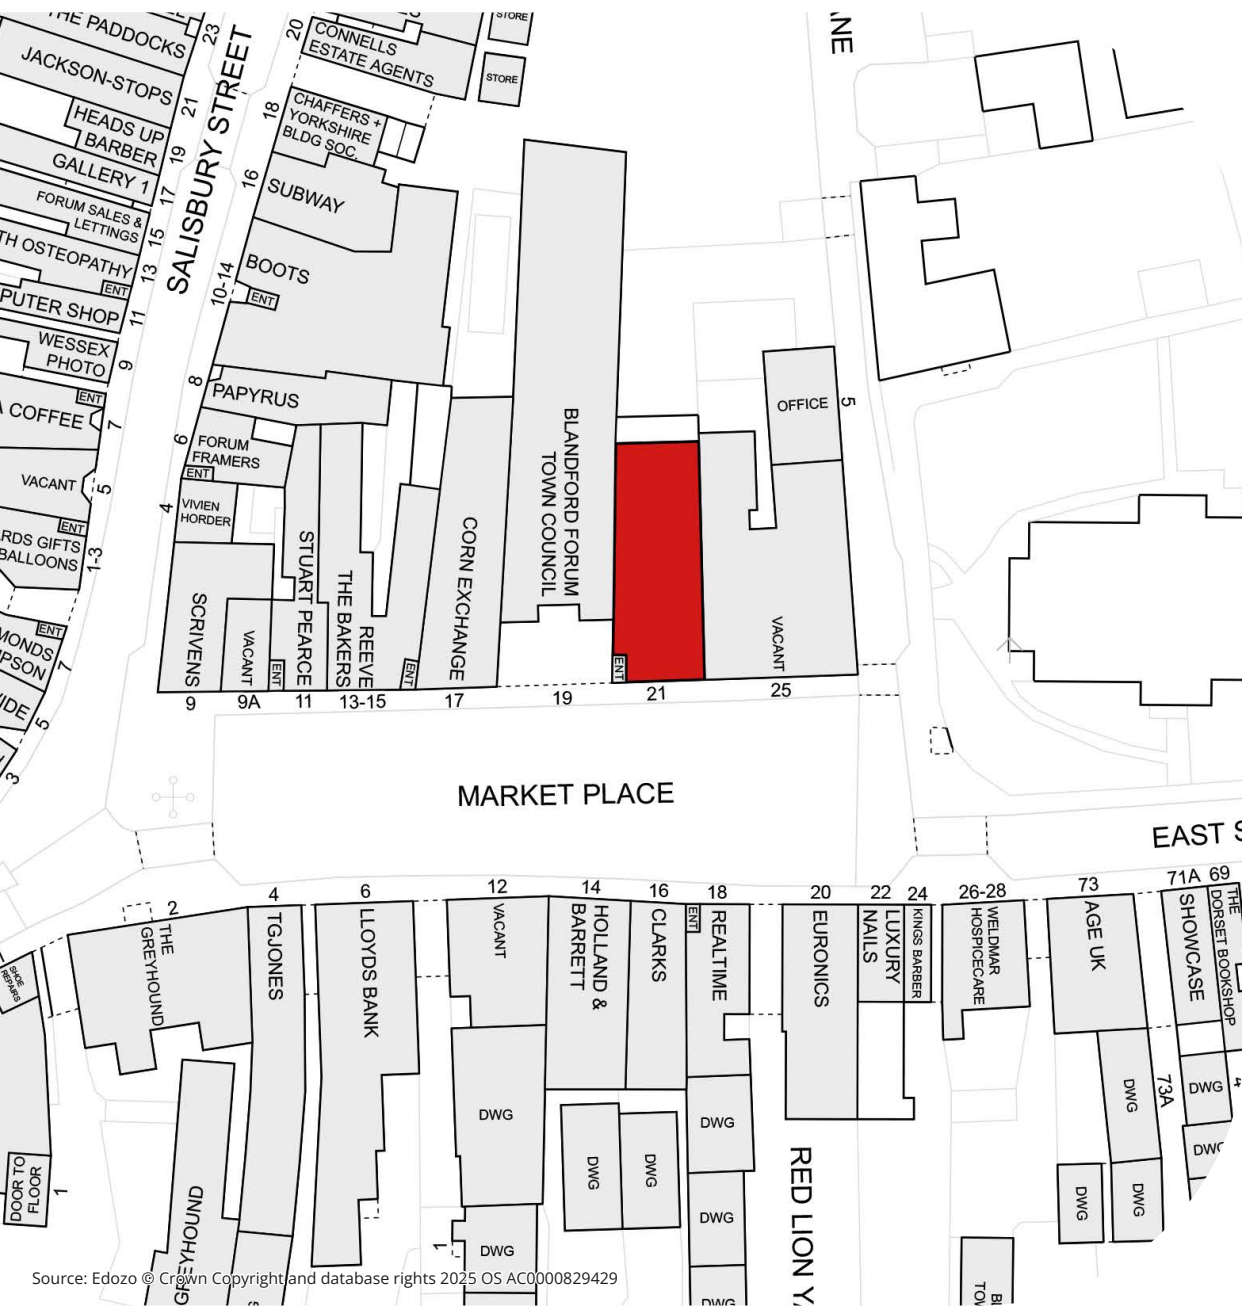 THE PADDOCKS
JACKSON-STOPS
HEADS UP
BARBER
GALLERY 1
FORUM SALES &
LETTINGS
TH OSTEOPATHY
ENT
PUTER SHOP
WESSEX
PHOTO
ENT
A COFFEE
VACANT
ENT
RDS GIFTS
BALLOONS
ENT
MONDS
PSON
IDE
23
21
19
17
15
13
11
9
7
5
1-3
7
5
3
SALISBURY STREET
20
18
16
10-14
8
6
4
CONNELLS
ESTATE AGENTS
STORE
STORE
CHAFFERS +
YORKSHIRE
BLDG SOC.
SUBWAY
BOOTS
ENT
PAPYRUS
FORUM
FRAMERS
ENT
VIVIEN
HORDER
SCRIVENS
VACANT
ENT
STUART PEARCE
THE BAKERS
REEVE
ENT
CORN EXCHANGE
BLANDFORD FORUM
TOWN COUNCIL
ENT
VACANT
OFFICE
5
ANE
9
9A
11
13-15
17
19
21
25
MARKET PLACE
EAST S
2
4
6
12
14
16
18
20
22
24
26-28
73
71A
69
THE
GREYHOUND
TGJONES
LLOYDS BANK
VACANT
HOLLAND &
BARRETT
CLARKS
ENT
REALTIME
EURONICS
LUXURY
NAILS
KINGS BARBER
WELDMAR
HOSPICECARE
AGE UK
SHOWCASE
THE
DORSET BOOKSHOP
SHOE
REPAIRS
DOOR TO
FLOOR
1
GREYHOUND
DWG
DWG
DWG
DWG
DWG
1
DWG
DWG
RED LION YA
DWG
73A
DWG
DWG
DWG
DWG
4
Source: Edozo © Crown Copyright and database rights 2025 OS AC0000829429